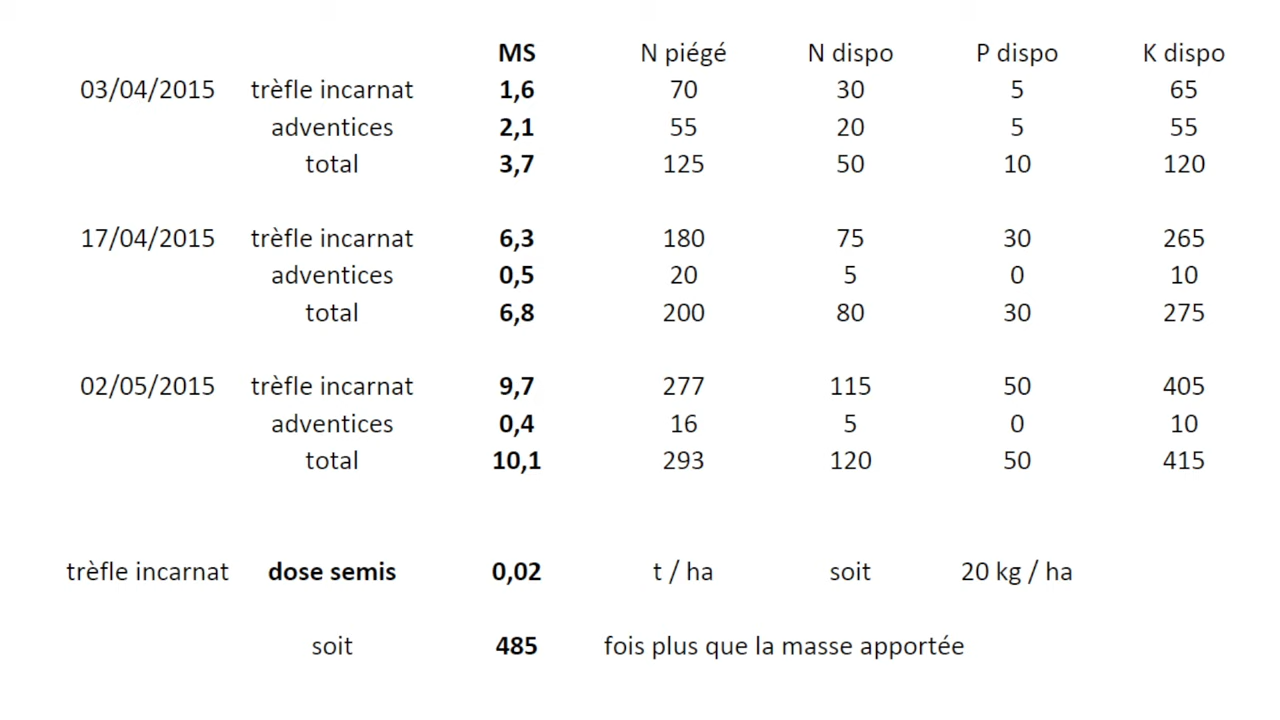 MS N piégé N dispo P dispo K dispo
03/04/2015 trèfle incarnat 1,6 70 30 5 65
adventices 2,1 55 20 5 55
total 3,7 125 50 10 120
17/04/2015 trèfle incarnat 6,3 180 75 30 265
adventices 0,5 20 5 0 10
total 6,8 200 80 30 275
02/05/2015 trèfle incarnat 9,7 277 115 50 405
adventices 0,4 16 5 0 10
total 10,1 293 120 50 415
trèfle incarnat dose semis 0,02 t / ha soit 20 kg / ha
soit 485 fois plus que la masse apportée